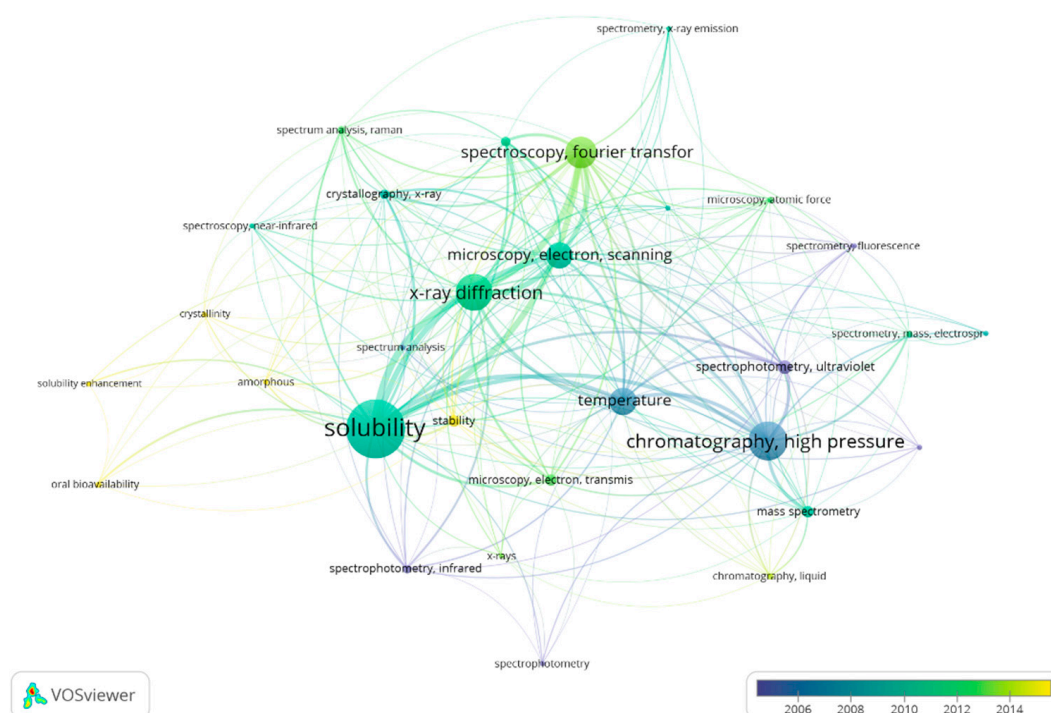 spectrometry, x-ray emission
spectrum analysis, raman
spectroscopy, fourier transfor
crystallography, x-ray
microscopy, atomic force
spectroscopy, near-infrared
spectrometry, fluorescence
microscopy, electron, scanning
x-ray diffraction
crystallinity
spectrometry, mass, electrospr
spectrum analysis
spectrophotometry, ultraviolet
solubility enhancement
amorphous
temperature
stability
solubility
chromatography, high pressure
oral bioavailability
microscopy, electron, transmis
mass spectrometry
x-rays
spectrophotometry, infrared
chromatography, liquid
spectrophotometry
VOSviewer
2006 2008 2010 2012 2014